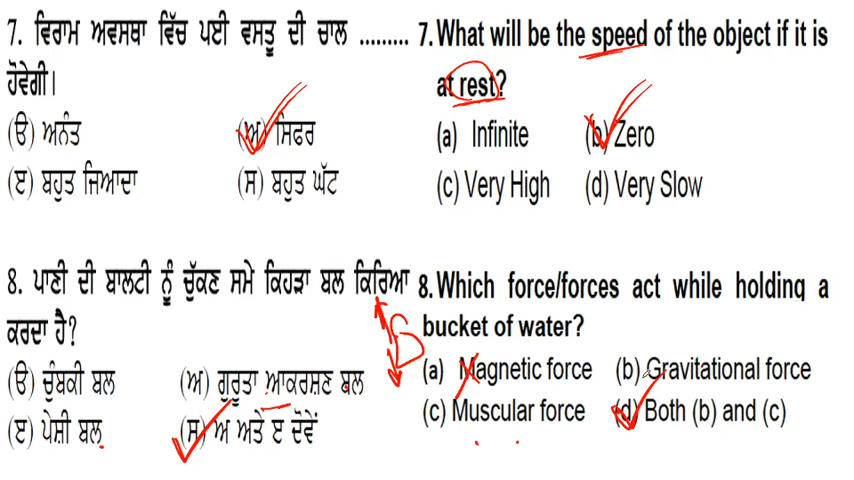 7. ਵਿਰਾਮ ਅਵਸਥਾ ਵਿੱਚ ਪਈ ਵਸਤੂ ਦੀ ਚਾਲ .........
ਹੋਵੇਗੀ।
(ੳ) ਅਨੰਤ (ਅ) ਸਿਫਰ
(ੲ) ਬਹੁਤ ਜਿਆਦਾ (ਸ) ਬਹੁਤ ਘੱਟ
8. ਪਾਣੀ ਦੀ ਬਾਲਟੀ ਨੂੰ ਚੁੱਕਣ ਸਮੇ ਕਿਹੜਾ ਬਲ ਕਿਰਿਆ
ਕਰਦਾ ਹੈ?
(ੳ) ਚੁੰਬਕੀ ਬਲ (ਅ) ਗੁਰੂਤਾ ਆਕਰਸ਼ਣ ਬਲ
(ੲ) ਪੇਸ਼ੀ ਬਲ (ਸ) ਅ ਅਤੇ ੲ ਦੋਵੇਂ
7. What will be the speed of the object if it is
at rest?
(a) Infinite (b) Zero
(c) Very High (d) Very Slow
8. Which force/forces act while holding a
bucket of water?
(a) Magnetic force (b) Gravitational force
(c) Muscular force (d) Both (b) and (c)